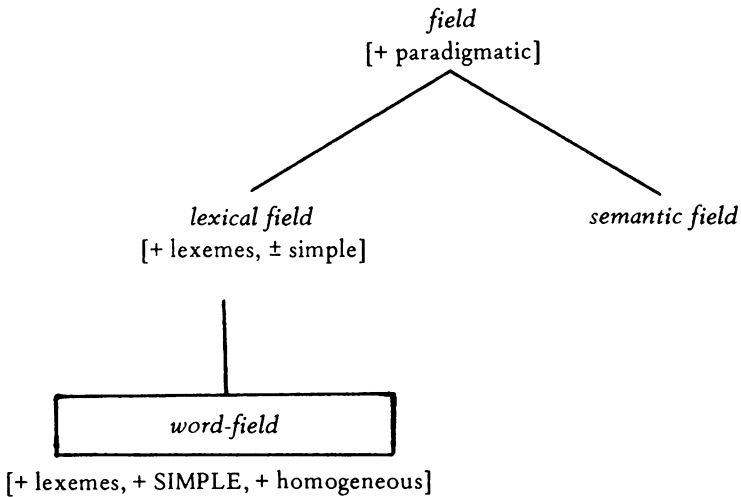 field
[+ paradigmatic]
lexical field
[+ lexemes, ± simple]
semantic field
word-field
[+ lexemes, + SIMPLE, + homogeneous]